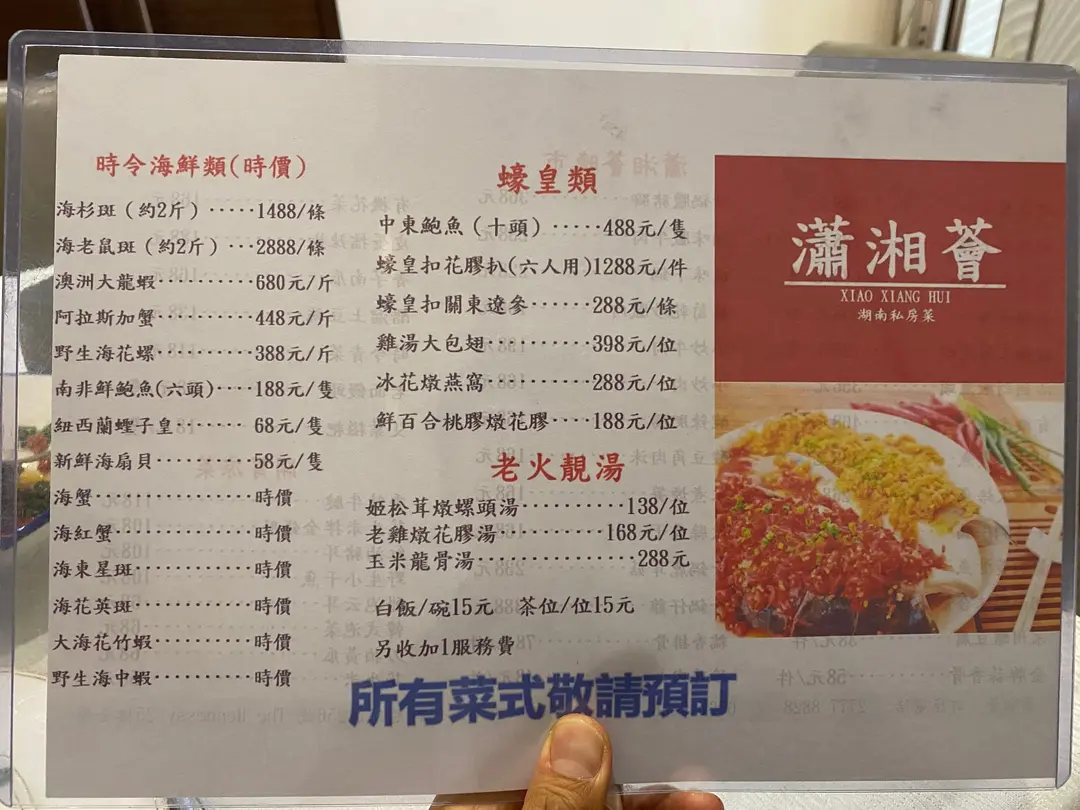 時令海鮮類(時價)
海杉斑（約2斤）·····1488/條
海老鼠斑（約2斤）···2888/條
澳洲大龍蝦··········680元/斤
阿拉斯加蟹··········448元/斤
野生海花螺··········388元/斤
南非鮮鮑魚(六頭)····188元/隻
紐西蘭蟶子皇······· 68元/隻
新鮮海扇貝··········58元/隻
海蟹················時價
海紅蟹··············時價
海東星斑············時價
海花英斑············時價
大海花竹蝦··········時價
野生海中蝦··········時價
蠔皇類
中東鮑魚（十頭）·····488元/隻
蠔皇扣花膠扒(六人用)1288元/件
蠔皇扣關東遼參······288元/條
雞湯大包翅··········398元/位
冰花燉燕窩··········288元/位
鮮百合桃膠燉花膠····188元/位
老火靚湯
姬松茸燉螺頭湯··········138/位
老雞燉花膠湯··········168元/位
玉米龍骨湯···············288元
白飯/碗15元 茶位/位15元
另收加1服務費
所有菜式敬請預訂
瀟湘薈
XIAO XIANG HUI
湖南私房菜